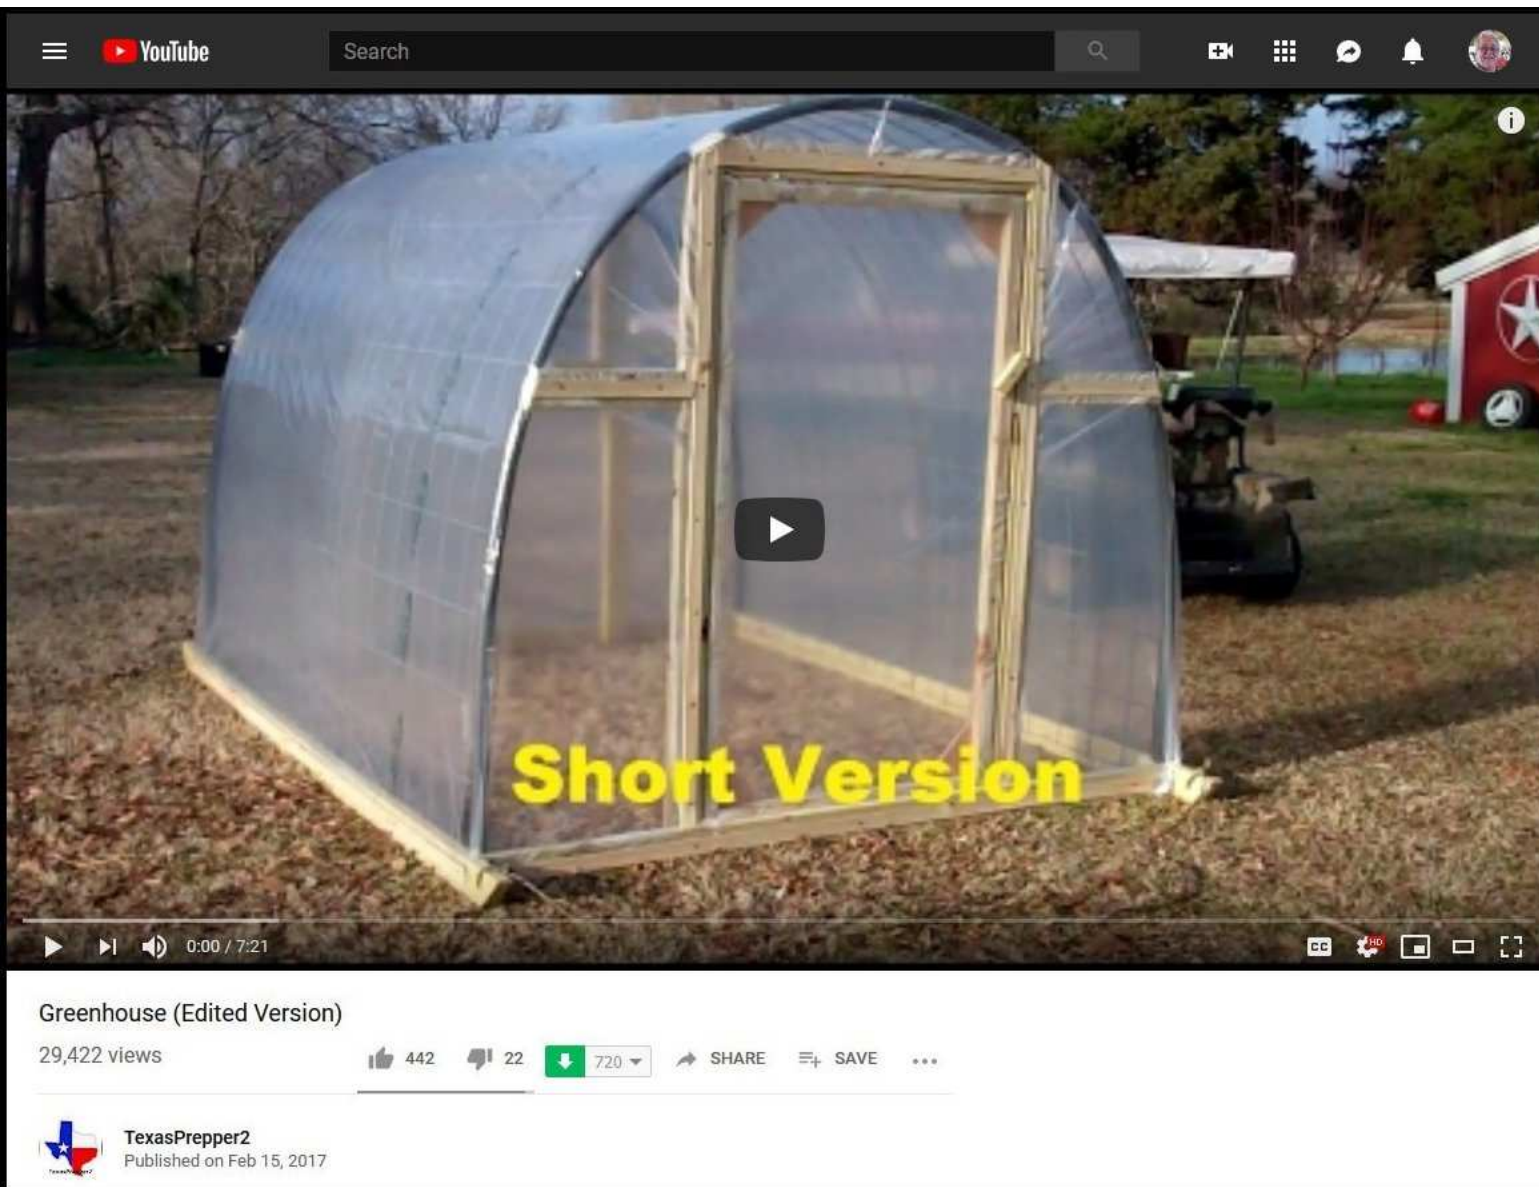 YouTube
Search
Short Version
0:00 / 7:21
CC
HD
Greenhouse (Edited Version)
29,422 views
442
22
720
SHARE
SAVE
TexasPrepper2
TexasPrepper2
Published on Feb 15, 2017